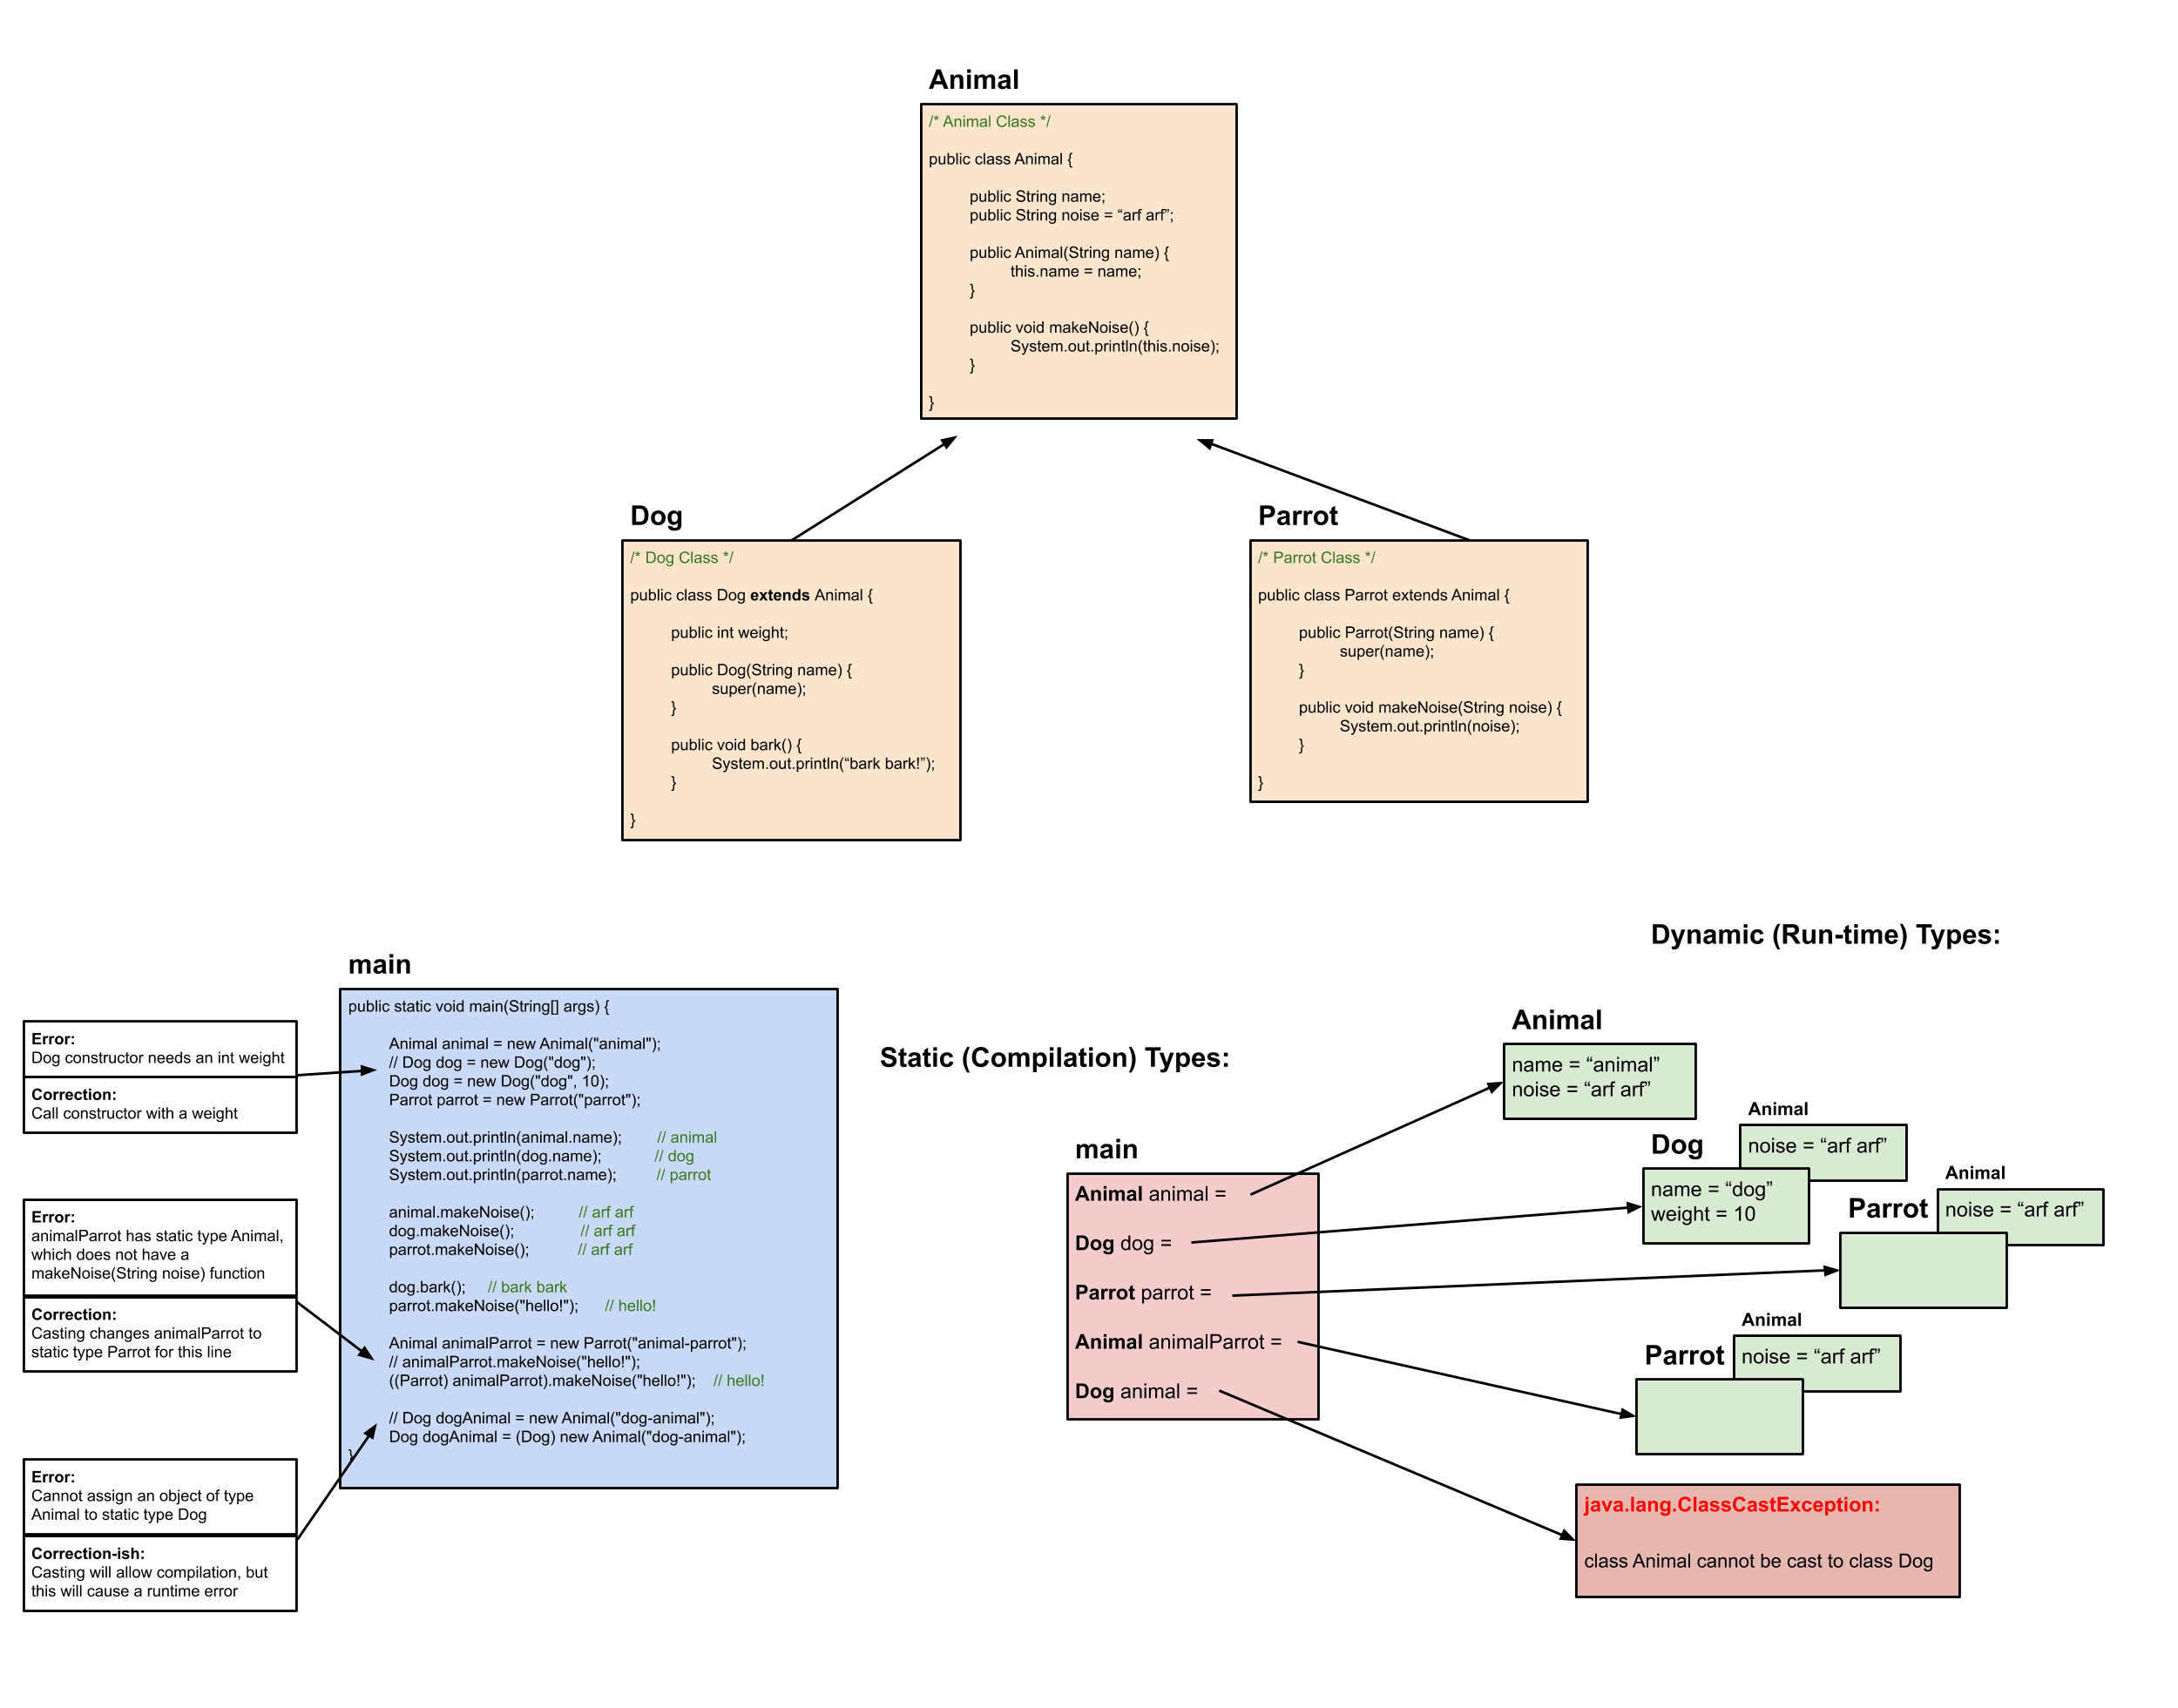 Animal
/* Animal Class */
public class Animal {
public String name;
public String noise = “arf arf”;
public Animal(String name) {
this.name = name;
}
public void makeNoise() {
System.out.println(this.noise);
}
}
Dog
/* Dog Class */
public class Dog extends Animal {
public int weight;
public Dog(String name) {
super(name);
}
public void bark() {
System.out.println(“bark bark!”);
}
}
Parrot
/* Parrot Class */
public class Parrot extends Animal {
public Parrot(String name) {
super(name);
}
public void makeNoise(String noise) {
System.out.println(noise);
}
}
main
public static void main(String[] args) {
Animal animal = new Animal("animal");
// Dog dog = new Dog("dog");
Dog dog = new Dog("dog", 10);
Parrot parrot = new Parrot("parrot");
System.out.println(animal.name); // animal
System.out.println(dog.name); // dog
System.out.println(parrot.name); // parrot
animal.makeNoise(); // arf arf
dog.makeNoise(); // arf arf
parrot.makeNoise(); // arf arf
dog.bark(); // bark bark
parrot.makeNoise("hello!"); // hello!
Animal animalParrot = new Parrot("animal-parrot");
// animalParrot.makeNoise("hello!");
((Parrot) animalParrot).makeNoise("hello!"); // hello!
// Dog dogAnimal = new Animal("dog-animal");
Dog dogAnimal = (Dog) new Animal("dog-animal");
}
Error:
Dog constructor needs an int weight
Correction:
Call constructor with a weight
Error:
animalParrot has static type Animal,
which does not have a
makeNoise(String noise) function
Correction:
Casting changes animalParrot to
static type Parrot for this line
Error:
Cannot assign an object of type
Animal to static type Dog
Correction-ish:
Casting will allow compilation, but
this will cause a runtime error
Static (Compilation) Types:
main
Animal animal =
Dog dog =
Parrot parrot =
Animal animalParrot =
Dog animal =
Dynamic (Run-time) Types:
Animal
name = “animal”
noise = “arf arf”
Animal
noise = “arf arf”
Dog
name = “dog”
weight = 10
Animal
noise = “arf arf”
Parrot
Animal
noise = “arf arf”
Parrot
java.lang.ClassCastException:
class Animal cannot be cast to class Dog